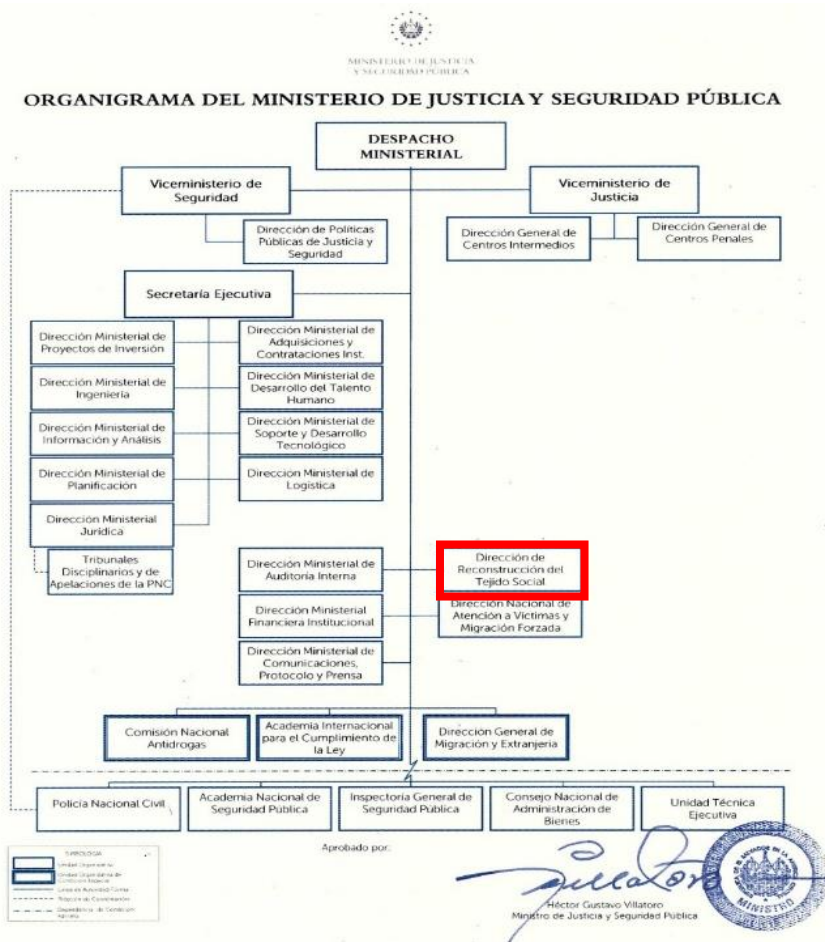 MINISTERIO DE JUSTICIA
Y SEGURIDAD PÚBLICA
ORGANIGRAMA DEL MINISTERIO DE JUSTICIA Y SEGURIDAD PÚBLICA
DESPACHO
MINISTERIAL
Viceministerio de
Seguridad
Viceministerio de
Justicia
Dirección de Políticas
Públicas de Justicia y
Seguridad
Dirección General de
Centros Intermedios
Dirección General de
Centros Penales
Secretaría Ejecutiva
Dirección Ministerial de
Proyectos de Inversión
Dirección Ministerial de
Adquisiciones y
Contrataciones Inst.
Dirección Ministerial de
Ingeniería
Dirección Ministerial de
Desarrollo del Talento
Humano
Dirección Ministerial de
Información y Análisis
Dirección Ministerial de
Soporte y Desarrollo
Tecnológico
Dirección Ministerial de
Planificación
Dirección Ministerial de
Logística
Dirección Ministerial
Jurídica
Tribunales
Disciplinarios y de
Apelaciones de la PNC
Dirección Ministerial de
Auditoría Interna
Dirección de
Reconstrucción del
Tejido Social
Dirección Ministerial
Financiera Institucional
Dirección Nacional de
Atención a Víctimas y
Migración Forzada
Dirección Ministerial de
Comunicaciones,
Protocolo y Prensa
Comisión Nacional
Antidrogas
Academia Internacional
para el Cumplimiento de
la Ley
Dirección General de
Migración y Extranjería
Policía Nacional Civil
Academia Nacional de
Seguridad Pública
Inspectoría General de
Seguridad Pública
Consejo Nacional de
Administración de
Bienes
Unidad Técnica
Ejecutiva
Aprobado por:
Héctor Gustavo Villatoro
Ministro de Justicia y Seguridad Pública
SIMBOLOGÍA
Unidad Organizativa
MINISTRO